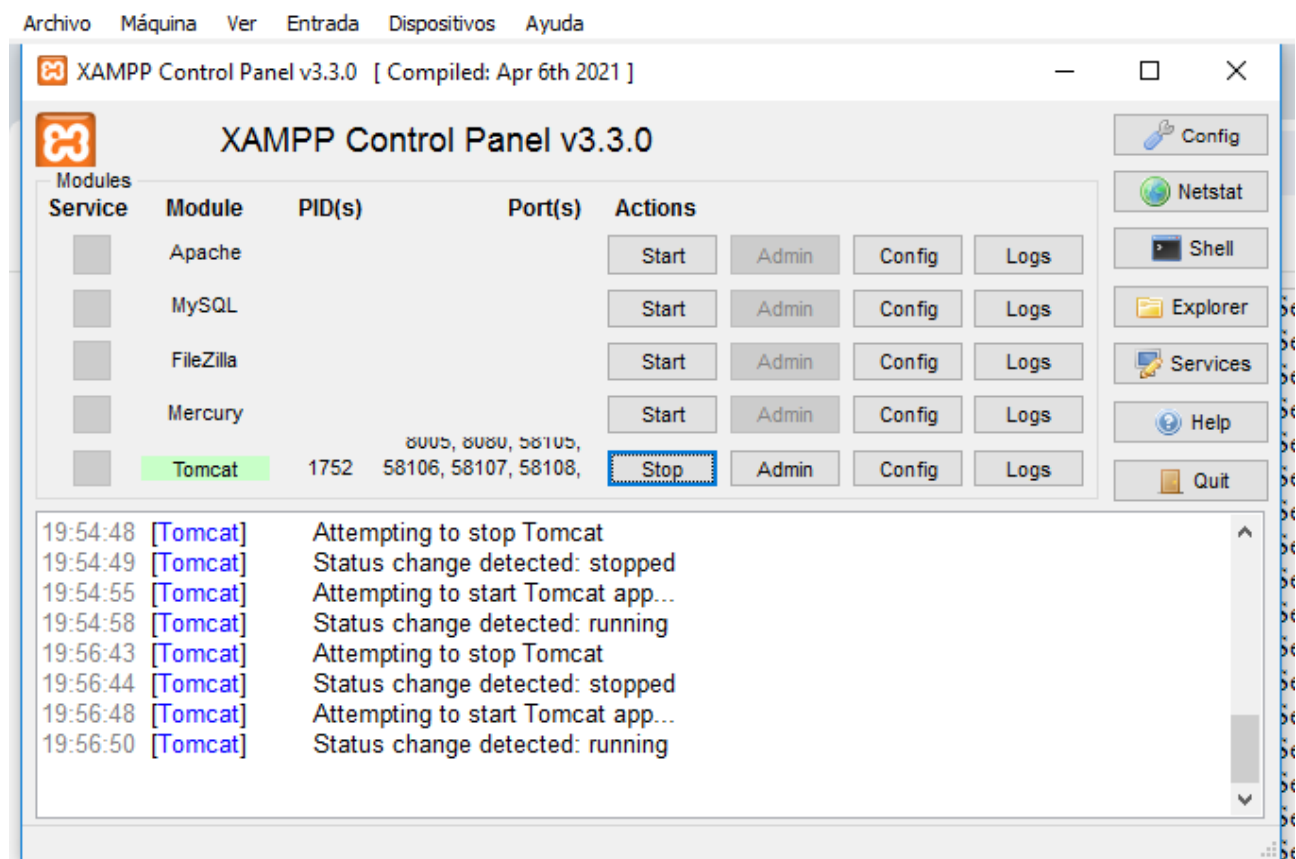 Archivo Máquina Ver Entrada Dispositivos Ayuda
XAMPP Control Panel v3.3.0 [ Compiled: Apr 6th 2021 ]
XAMPP Control Panel v3.3.0
Config
Modules
Netstat
Service Module PID(s) Port(s) Actions
Apache Start Admin Config Logs
Shell
MySQL Start Admin Config Logs
Explorer
FileZilla Start Admin Config Logs
Services
Mercury Start Admin Config Logs
Help
8005, 8080, 58105,
Tomcat 1752 58106, 58107, 58108, Stop Admin Config Logs
Quit
19:54:48 [Tomcat] Attempting to stop Tomcat
19:54:49 [Tomcat] Status change detected: stopped
19:54:55 [Tomcat] Attempting to start Tomcat app...
19:54:58 [Tomcat] Status change detected: running
19:56:43 [Tomcat] Attempting to stop Tomcat
19:56:44 [Tomcat] Status change detected: stopped
19:56:48 [Tomcat] Attempting to start Tomcat app...
19:56:50 [Tomcat] Status change detected: running